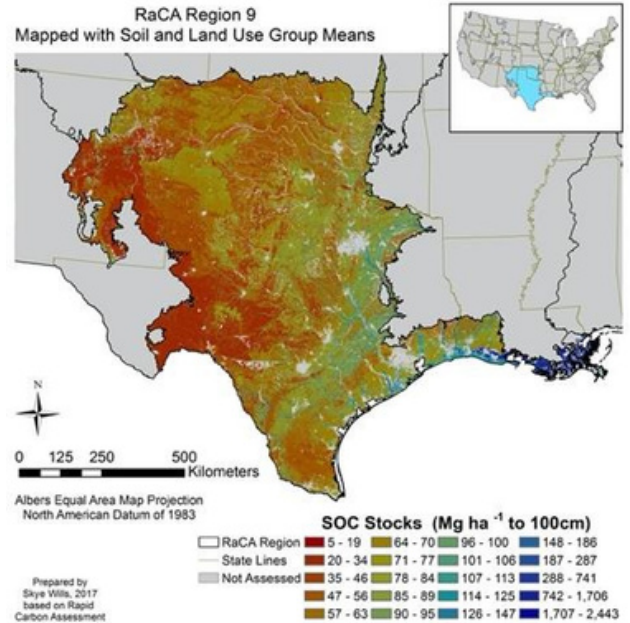 RaCA Region 9
Mapped with Soil and Land Use Group Means
N
0 125 250 500
Kilometers
Albers Equal Area Map Projection
North American Datum of 1983
SOC Stocks (Mg ha -1 to 100cm)
RaCA Region
State Lines
Not Assessed
5 - 19
20 - 34
35 - 46
47 - 56
57 - 63
64 - 70
71 - 77
78 - 84
85 - 89
90 - 95
96 - 100
101 - 106
107 - 113
114 - 125
126 - 147
148 - 186
187 - 287
288 - 741
742 - 1,706
1,707 - 2,443
Prepared by
Skye Wills, 2017
based on Rapid
Carbon Assessment